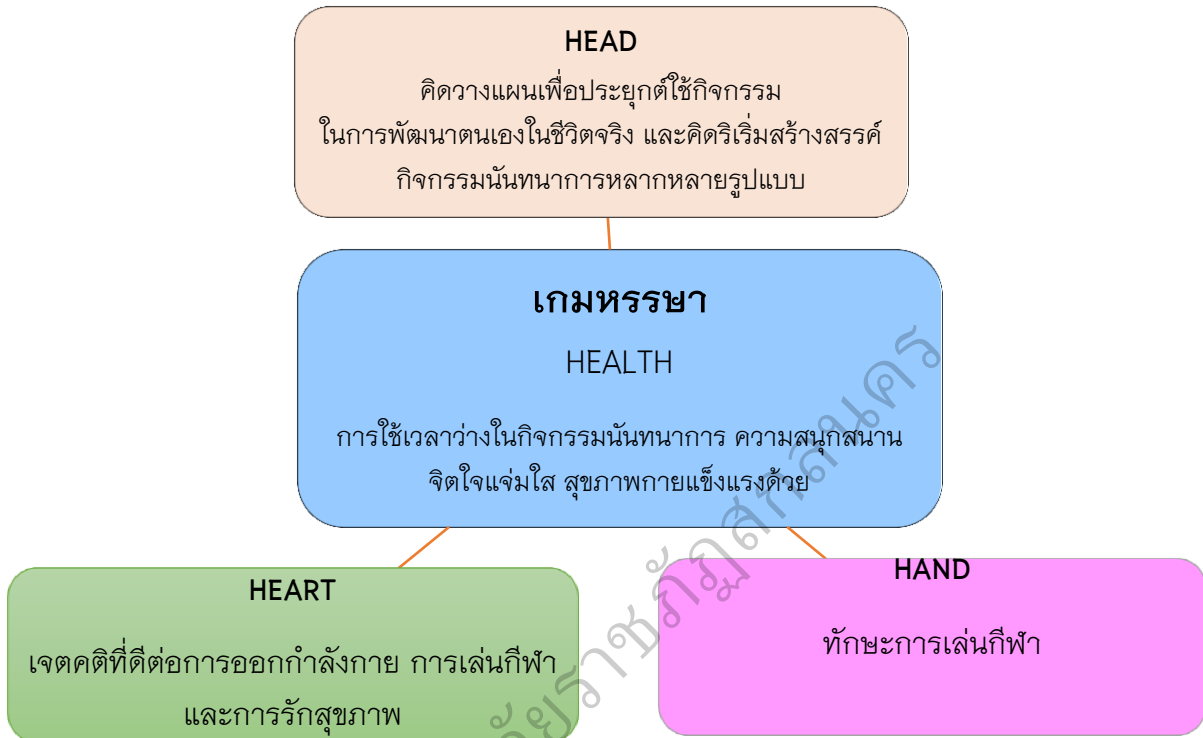 HEAD
คิดวางแผนเพื่อประยุกต์ใช้กิจกรรม
ในการพัฒนาตนเองในชีวิตจริง และคิดริเริ่มสร้างสรรค์
กิจกรรมนันทนาการหลากหลายรูปแบบ
เกมหรรษา
HEALTH
การใช้เวลาว่างในกิจกรรมนันทนาการ ความสนุกสนาน
จิตใจแจ่มใส สุขภาพกายแข็งแรงด้วย
HEART
เจตคติที่ดีต่อการออกกำลังกาย การเล่นกีฬา
และการรักสุขภาพ
HAND
ทักษะการเล่นกีฬา
ราชภัฏสกลนคร